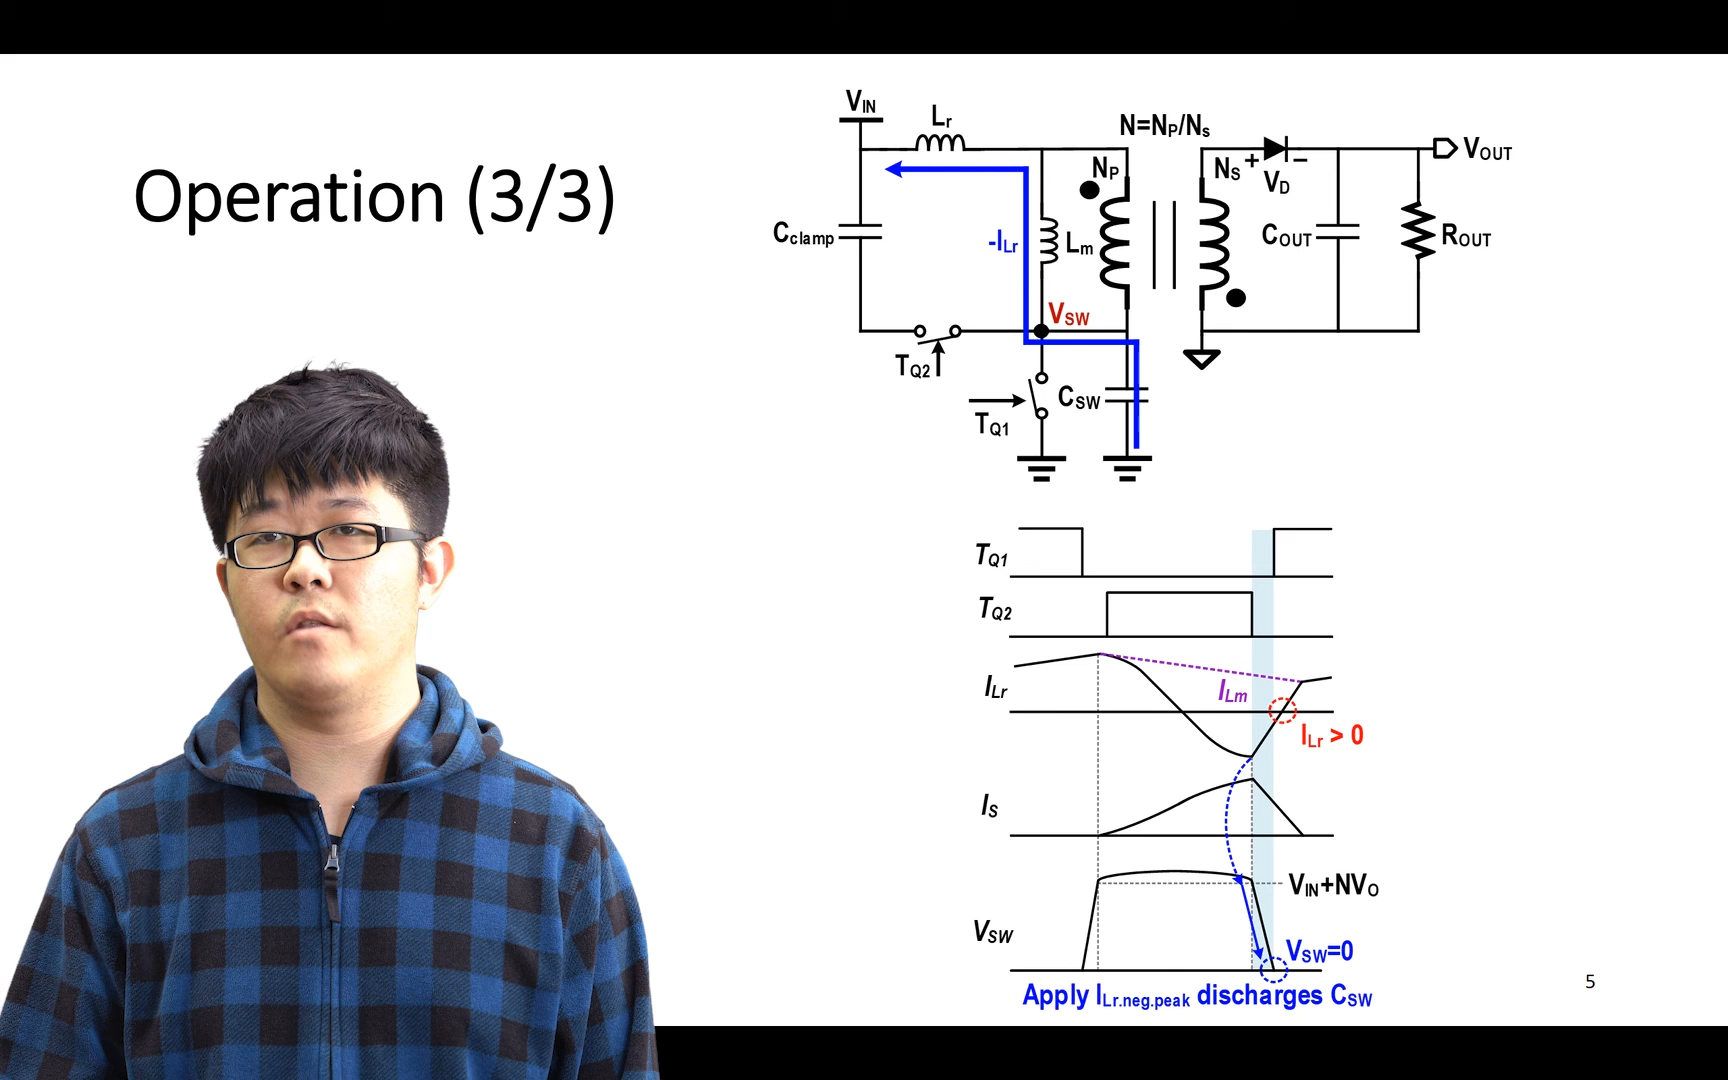 Operation (3/3)
VIN
Lr
N=NP/Ns
NP
NS
+
−
VD
VOUT
Cclamp
-ILr
Lm
COUT
ROUT
VSW
TQ2
TQ1
CSW
TQ1
TQ2
ILr
ILm
ILr > 0
IS
VIN+NVO
VSW
VSW=0
Apply ILr.neg.peak discharges CSW
5